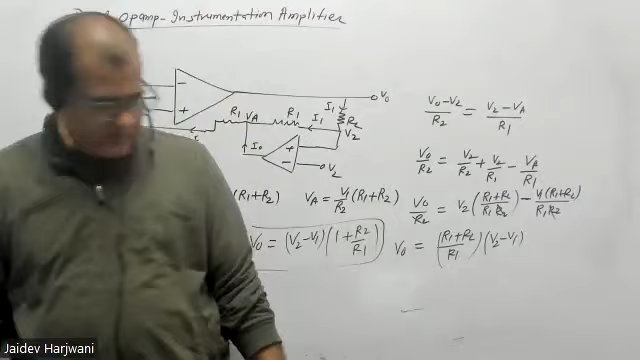 Opamp-Instrumentation Amplifier
V0
R1 VA R1 I1
I1
R2
V2
I0
V2
(V0-V2)/R2 = (V2-VA)/R1
V0/R2 = V2/R2 + V2/R1 - VA/R1
(R1+R2) VA = V1/R2 (R1+R2)
V0/R2 = V2 ((R1+R2)/R1R2) - V1(R1+R2)/R1R2
V0 = (V2-V1)(1+R2/R1)
V0 = ((R1+R2)/R1)(V2-V1)
Jaidev Harjwani